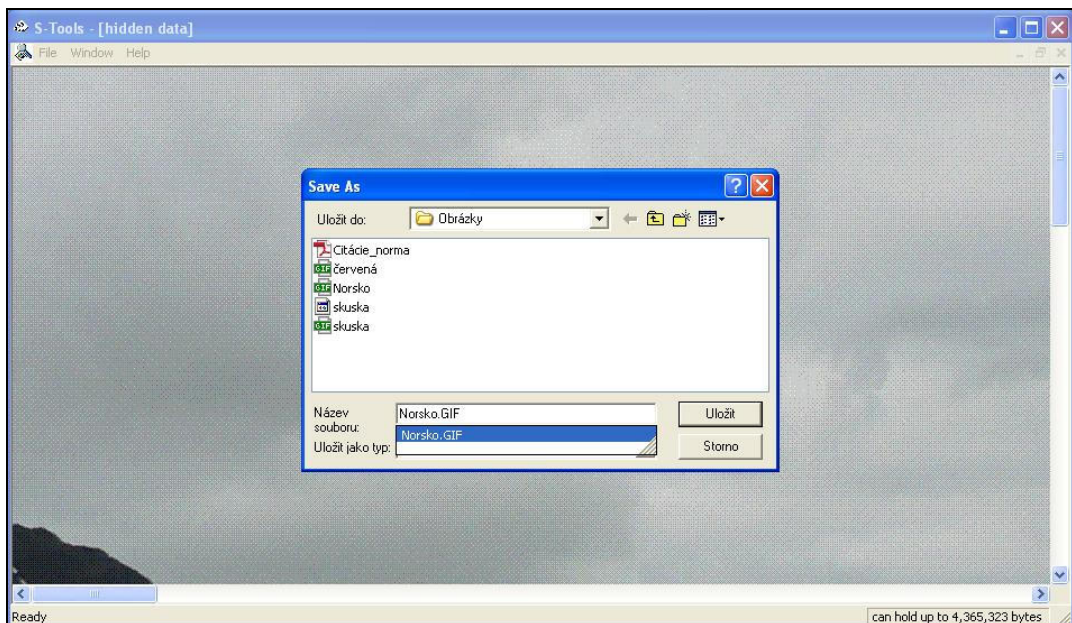 S-Tools - [hidden data]
File Window Help
Save As
Uložit do: Obrázky
Citácie_norma
červená
Norsko
skuska
skuska
Název souboru: Norsko.GIF
Uložit
Norsko.GIF
Uložit jako typ:
Storno
Ready
can hold up to 4,365,323 bytes